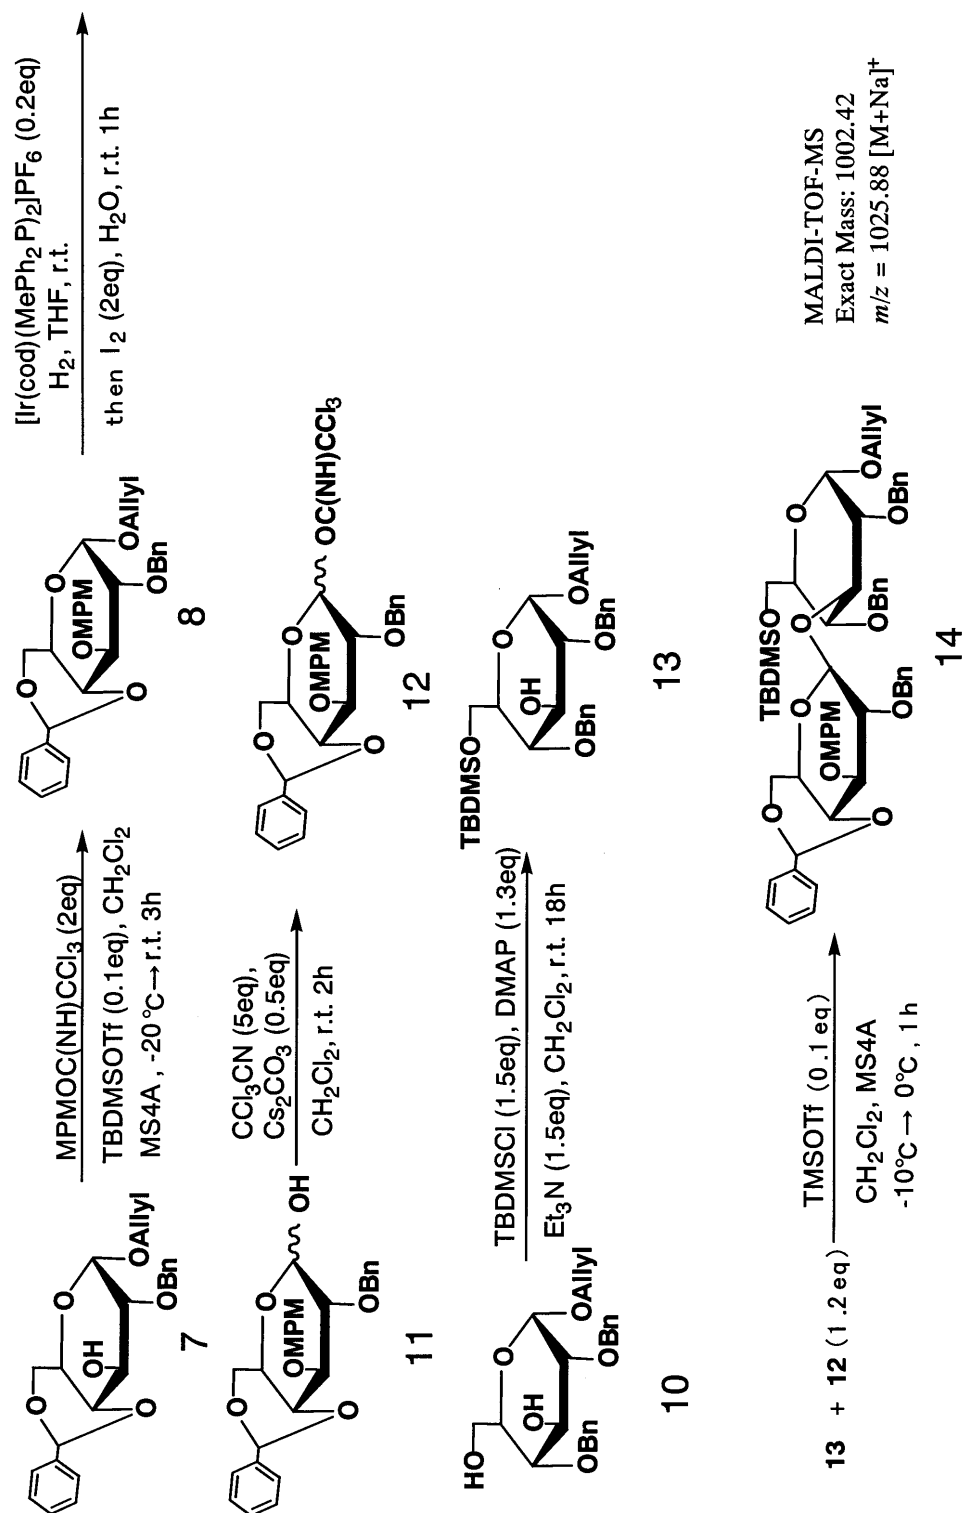 MPMOC(NH)CCl3 (2eq)
TBDMSOTf (0.1eq), CH2Cl2
MS4A, -20°C→r.t. 3h
[Ir(cod)(MePh2P)2]PF6 (0.2eq)
H2, THF, r.t.
then I2 (2eq), H2O, r.t. 1h
O
O
O
OH
OAllyl
OBn
7
O
O
O
OMPM
OAllyl
OBn
8
CCl3CN (5eq),
Cs2CO3 (0.5eq)
CH2Cl2, r.t. 2h
O
O
O
OMPM
OH
OBn
11
O
O
O
OMPM
OC(NH)CCl3
OBn
12
TBDMSCl (1.5eq), DMAP (1.3eq)
Et3N (1.5eq), CH2Cl2, r.t. 18h
HO
O
OH
OBn
OAllyl
OBn
10
TBDMSO
O
OH
OBn
OAllyl
OBn
13
13 + 12 (1.2eq)
TMSOTf (0.1eq)
CH2Cl2, MS4A
-10°C→ 0°C, 1h
TBDMSO
O
O
O
O
O
OMPM
OBn
OBn
OAllyl
OBn
14
MALDI-TOF-MS
Exact Mass: 1002.42
m/z = 1025.88 [M+Na]+